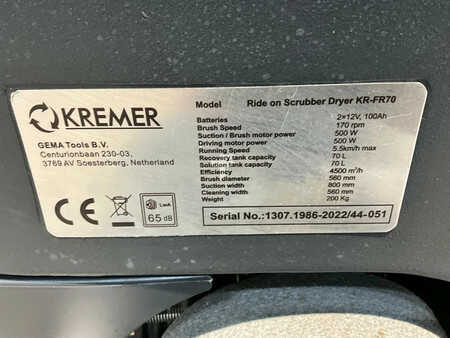 KREMER
GEMA Tools B.V.
Centurionbaan 230-03,
3769 AV Soesterberg, Netherland
CE
LWA
65 dB
Model Ride on Scrubber Dryer KR-FR70
Batteries 2×12V, 100Ah
Brush Speed 170 rpm
Suction / Brush motor power 500 W
Driving motor power 500 W
Speed 5.5km/h max
Recovery tank capacity 70 L
Solution tank capacity 70 L
Efficiency 4500 m²/h
Brush diameter 560 mm
Suction width 800 mm
Cleaning width 560 mm
Weight 200 Kg
Serial No.:1307.1986-2022/44-051